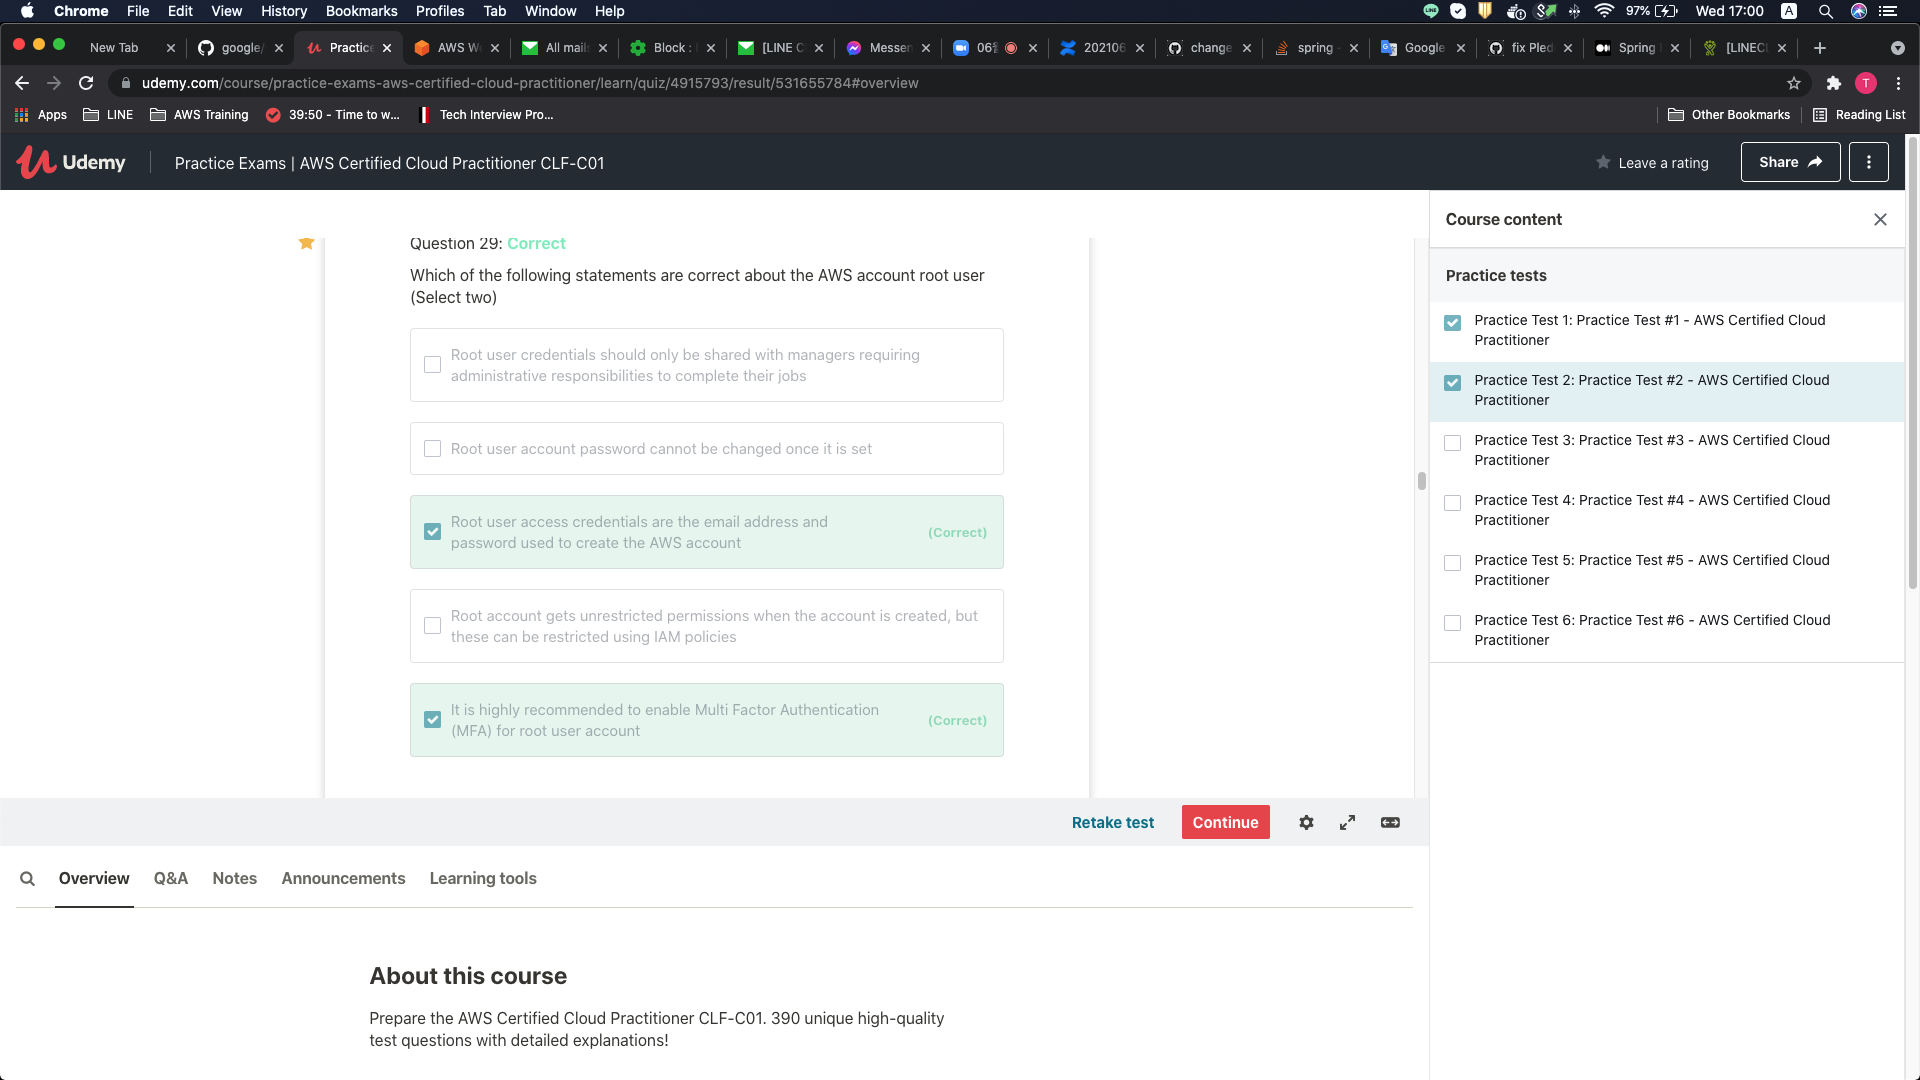 Chrome File Edit View History Bookmarks Profiles Tab Window Help 97% Wed 17:00 A
New Tab google/ Practice AWS W All mails Block : [LINE C Messen 202106 change spring Google fix Pled Spring [LINEC
udemy.com/course/practice-exams-aws-certified-cloud-practitioner/learn/quiz/4915793/result/531655784#overview T
Apps LINE AWS Training 39:50 - Time to w... Tech Interview Pro... Other Bookmarks Reading List
Udemy Practice Exams | AWS Certified Cloud Practitioner CLF-C01 Leave a rating Share
Question 29: Correct
Which of the following statements are correct about the AWS account root user
(Select two)
Root user credentials should only be shared with managers requiring
administrative responsibilities to complete their jobs
Root user account password cannot be changed once it is set
Root user access credentials are the email address and
password used to create the AWS account
(Correct)
Root account gets unrestricted permissions when the account is created, but
these can be restricted using IAM policies
It is highly recommended to enable Multi Factor Authentication
(MFA) for root user account
(Correct)
Retake test Continue
Course content
Practice tests
Practice Test 1: Practice Test #1 - AWS Certified Cloud
Practitioner
Practice Test 2: Practice Test #2 - AWS Certified Cloud
Practitioner
Practice Test 3: Practice Test #3 - AWS Certified Cloud
Practitioner
Practice Test 4: Practice Test #4 - AWS Certified Cloud
Practitioner
Practice Test 5: Practice Test #5 - AWS Certified Cloud
Practitioner
Practice Test 6: Practice Test #6 - AWS Certified Cloud
Practitioner
Overview Q&A Notes Announcements Learning tools
About this course
Prepare the AWS Certified Cloud Practitioner CLF-C01. 390 unique high-quality
test questions with detailed explanations!